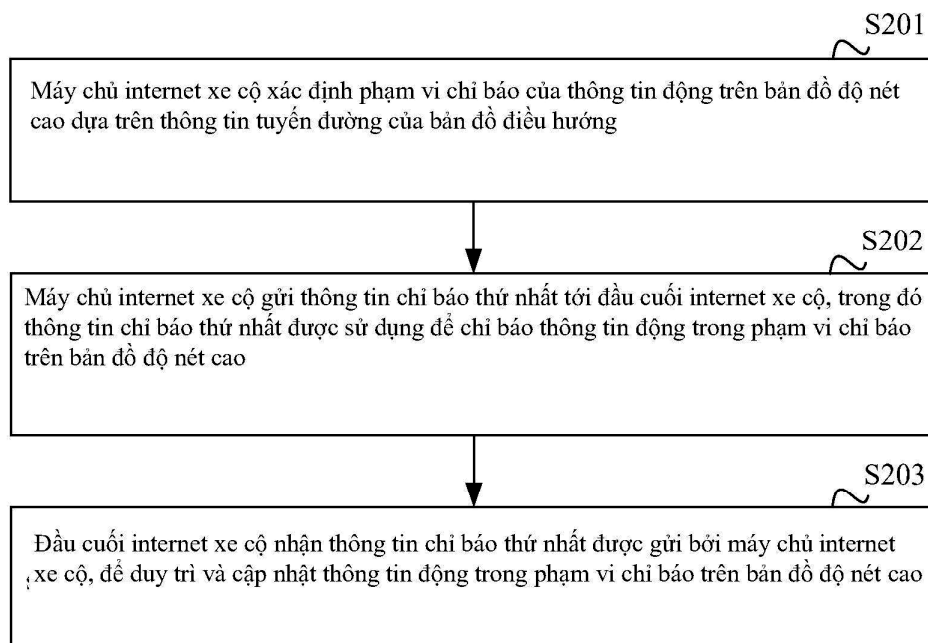 S201
Máy chủ internet xe cộ xác định phạm vi chỉ báo của thông tin động trên bản đồ độ nét
cao dựa trên thông tin tuyến đường của bản đồ điều hướng
S202
Máy chủ internet xe cộ gửi thông tin chỉ báo thứ nhất tới đầu cuối internet xe cộ, trong đó
thông tin chỉ báo thứ nhất được sử dụng để chỉ báo thông tin động trong phạm vi chỉ báo
trên bản đồ độ nét cao
S203
Đầu cuối internet xe cộ nhận thông tin chỉ báo thứ nhất được gửi bởi máy chủ internet
xe cộ, để duy trì và cập nhật thông tin động trong phạm vi chỉ báo trên bản đồ độ nét cao